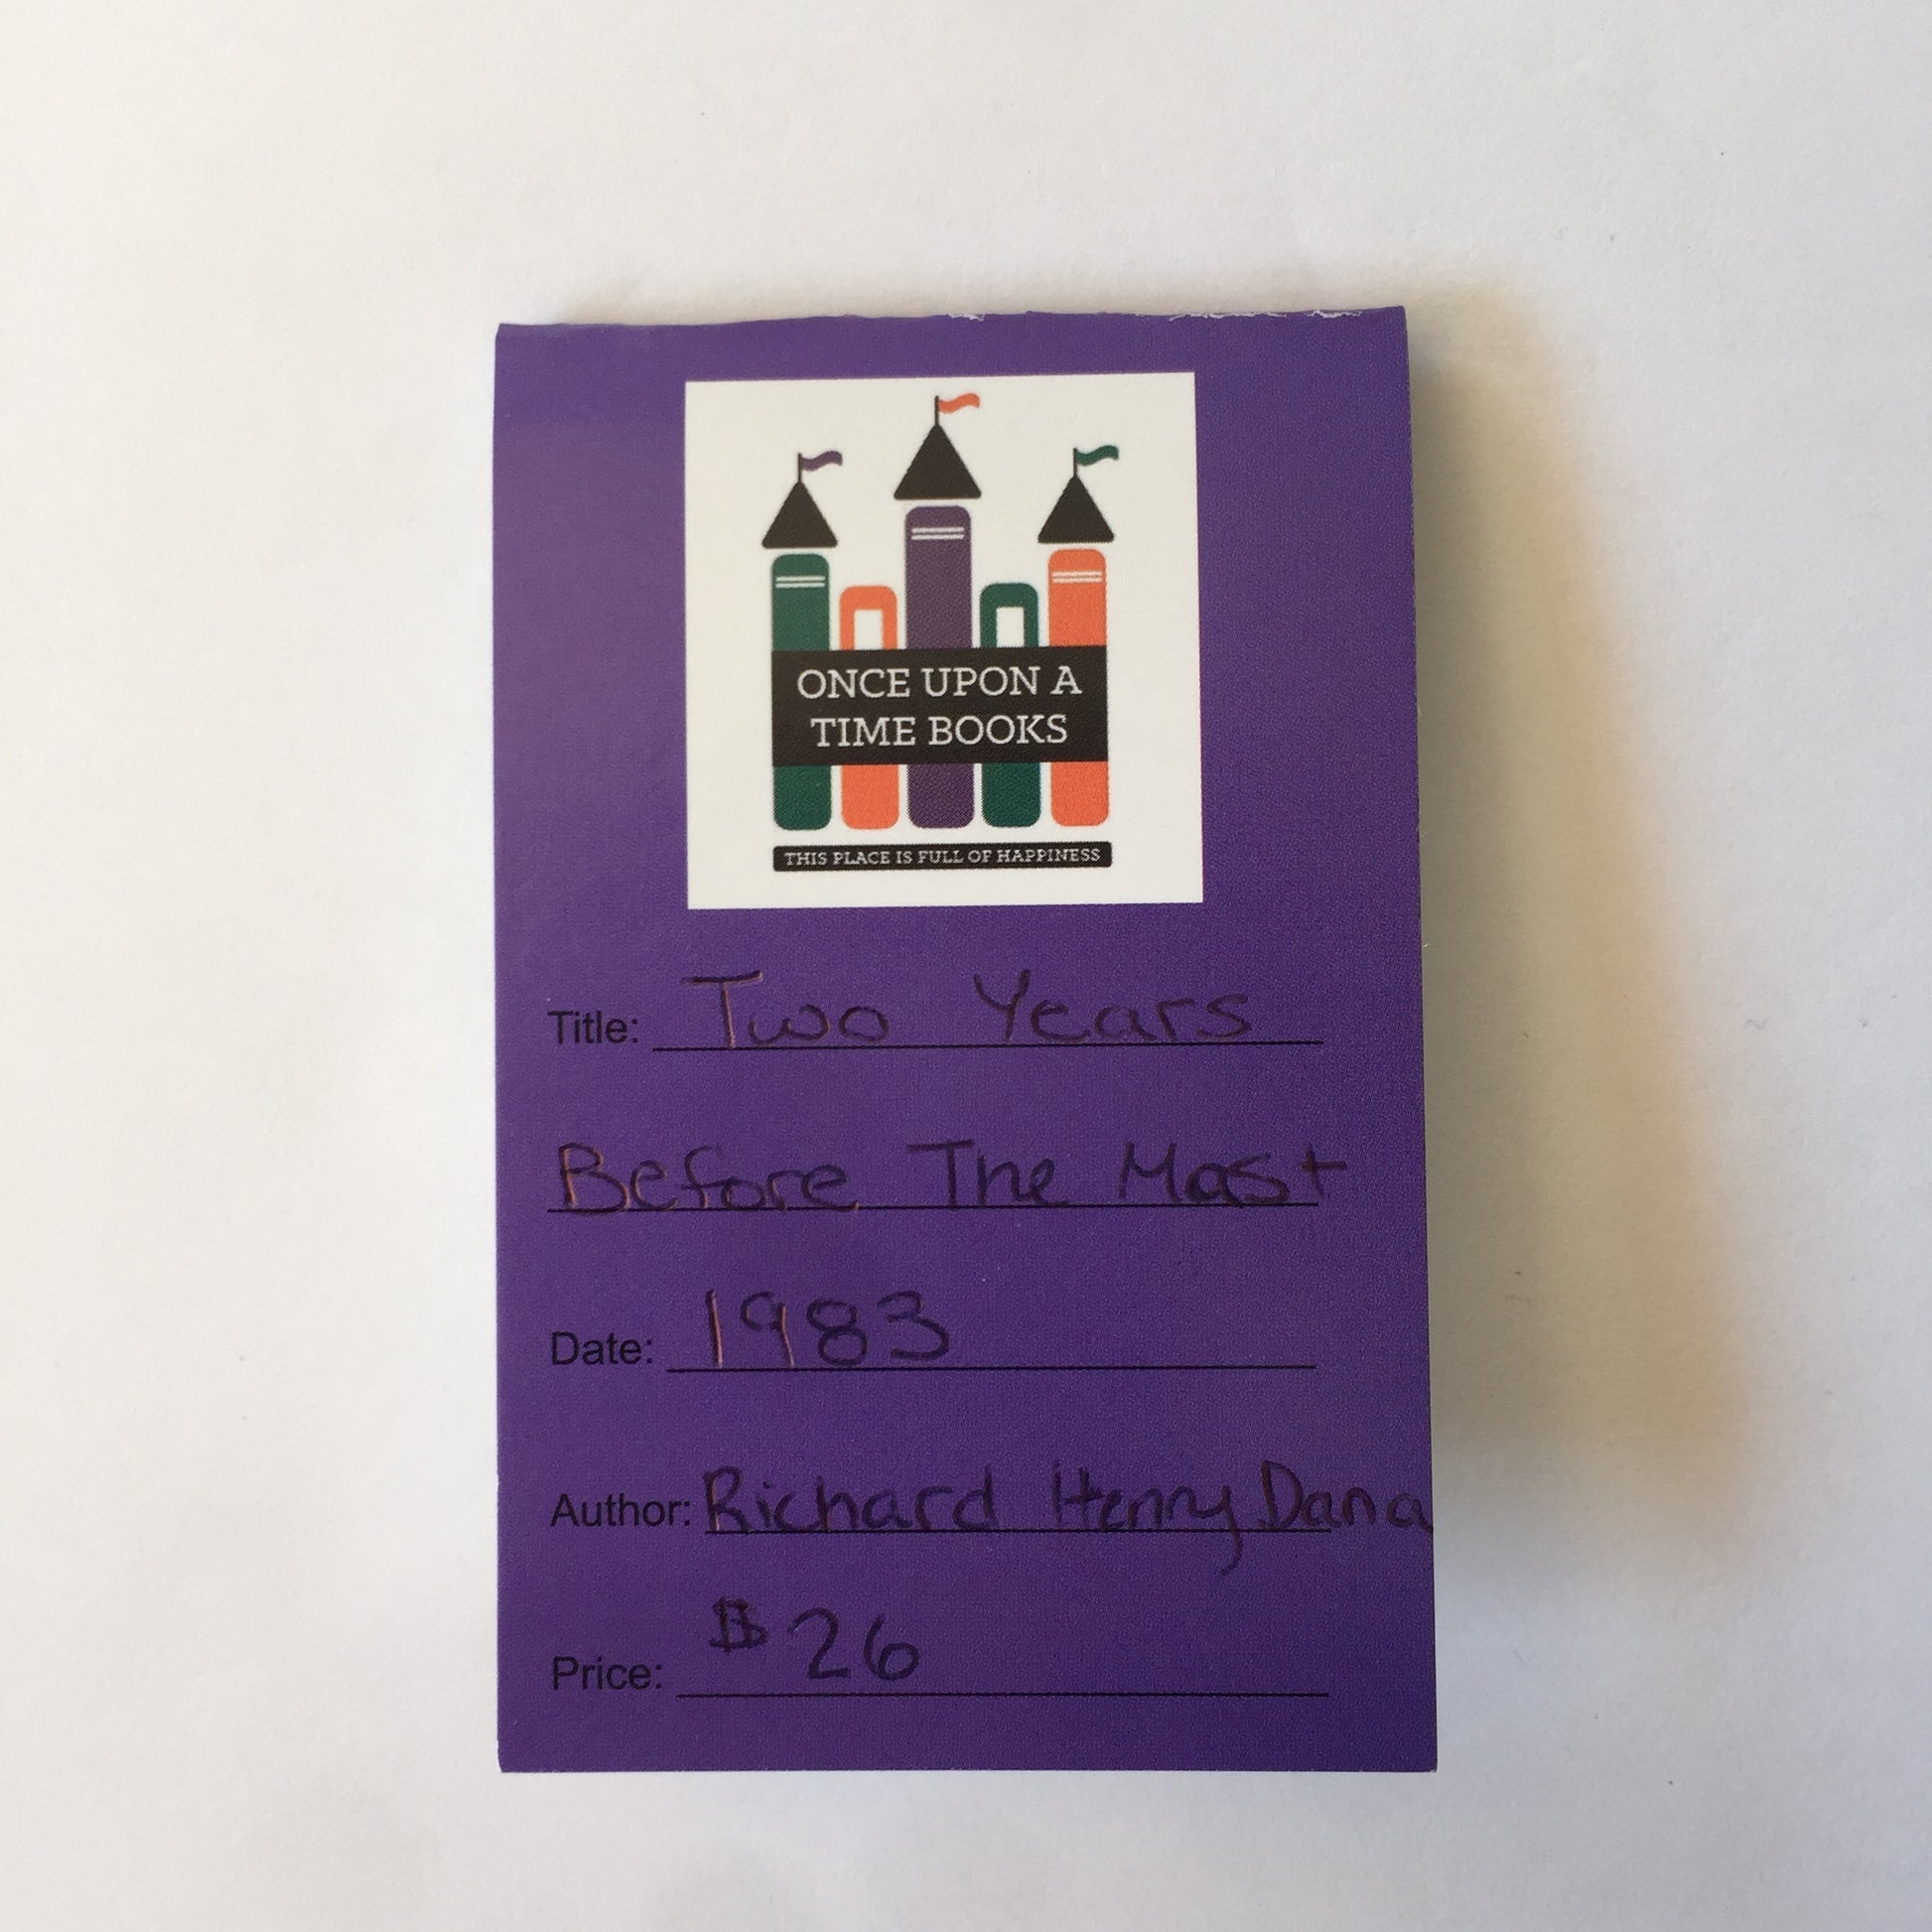 ONCE UPON A
TIME BOOKS
THIS PLACE IS FULL OF HAPPINESS
Title: Two Years
Before The Mast
Date: 1983
Author: Richard Henry Dana
Price: $26